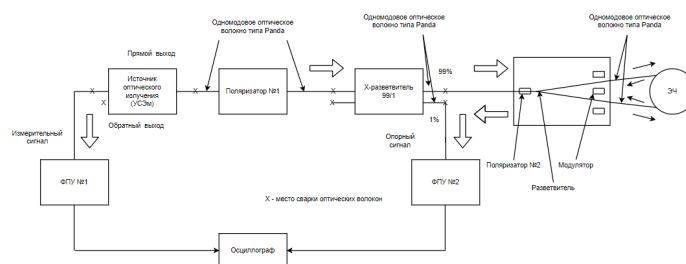 Одномодовое оптическое
волокно типа Panda
Одномодовое оптическое
волокно типа Panda
Одномодовое оптическое
волокно типа Panda
Прямой выход
Источник
оптического
излучения
(УСЭм)
Поляризатор №1
X-разветвитель
99/1
99%
1%
ЭЧ
X
X
X
X
X
X
X
X
Обратный выход
Измерительный
сигнал
Опорный
сигнал
Поляризатор №2
Модулятор
Разветвитель
ФПУ №1
ФПУ №2
X - место сварки оптических волокон
Осциллограф